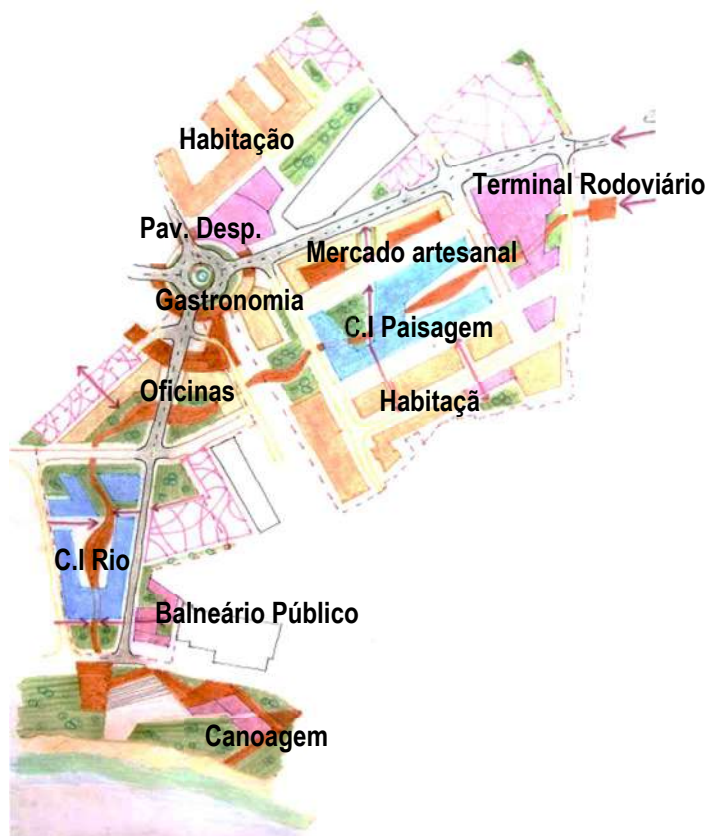 Habitação
Terminal Rodoviário
Pav. Desp.
Mercado artesanal
Gastronomia
C.I Paisagem
Oficinas
Habitaçã
C.I Rio
Balneário Público
Canoagem